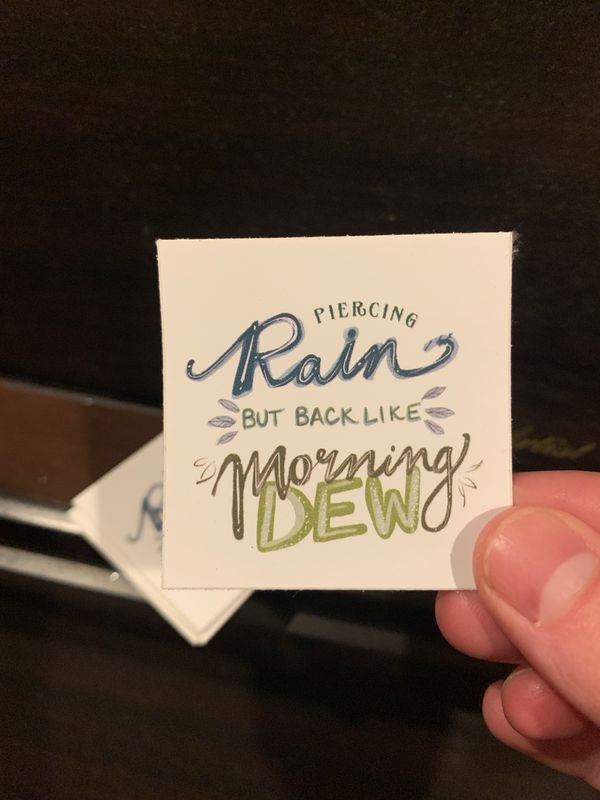 PIERCING
Rain
BUT BACK LIKE
Morning
DEW